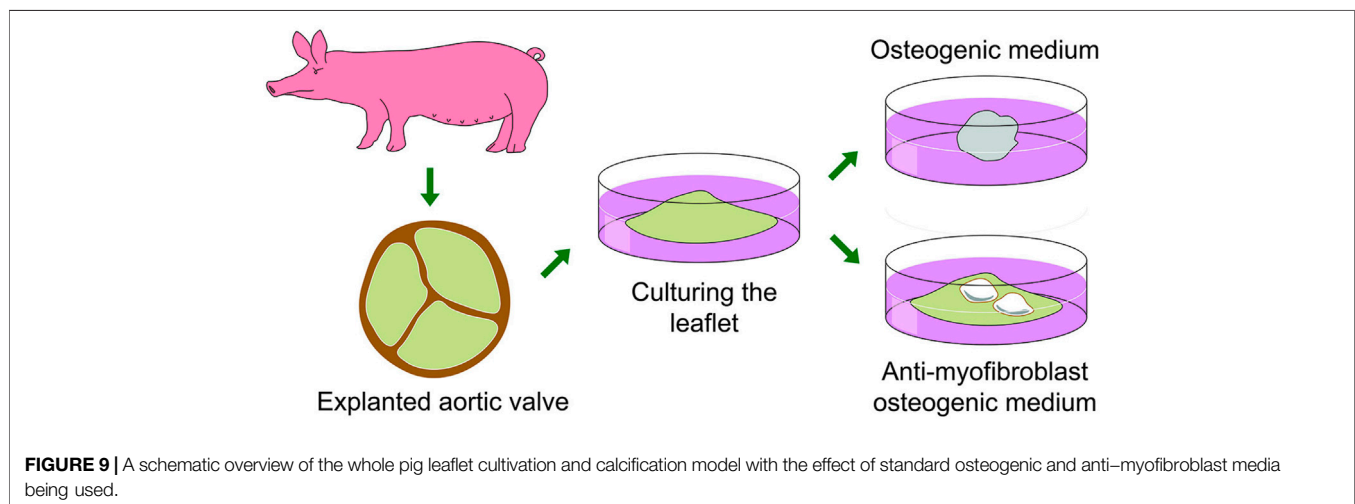 Osteogenic medium
Culturing the
leaflet
Explanted aortic valve
Anti-myofibroblast
osteogenic medium
FIGURE 9 | A schematic overview of the whole pig leaflet cultivation and calcification model with the effect of standard osteogenic and anti–myofibroblast media
being used.